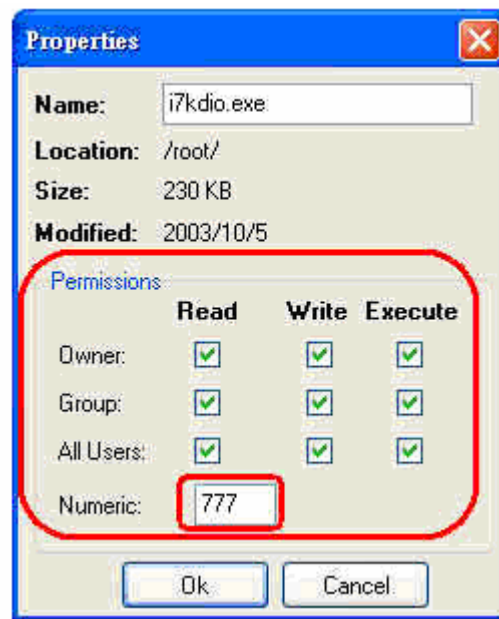 Properties
Name: i7kdio.exe
Location: /root/
Size: 230 KB
Modified: 2003/10/5
Permissions
Read Write Execute
Owner:
Group:
All Users:
Numeric: 777
Ok Cancel